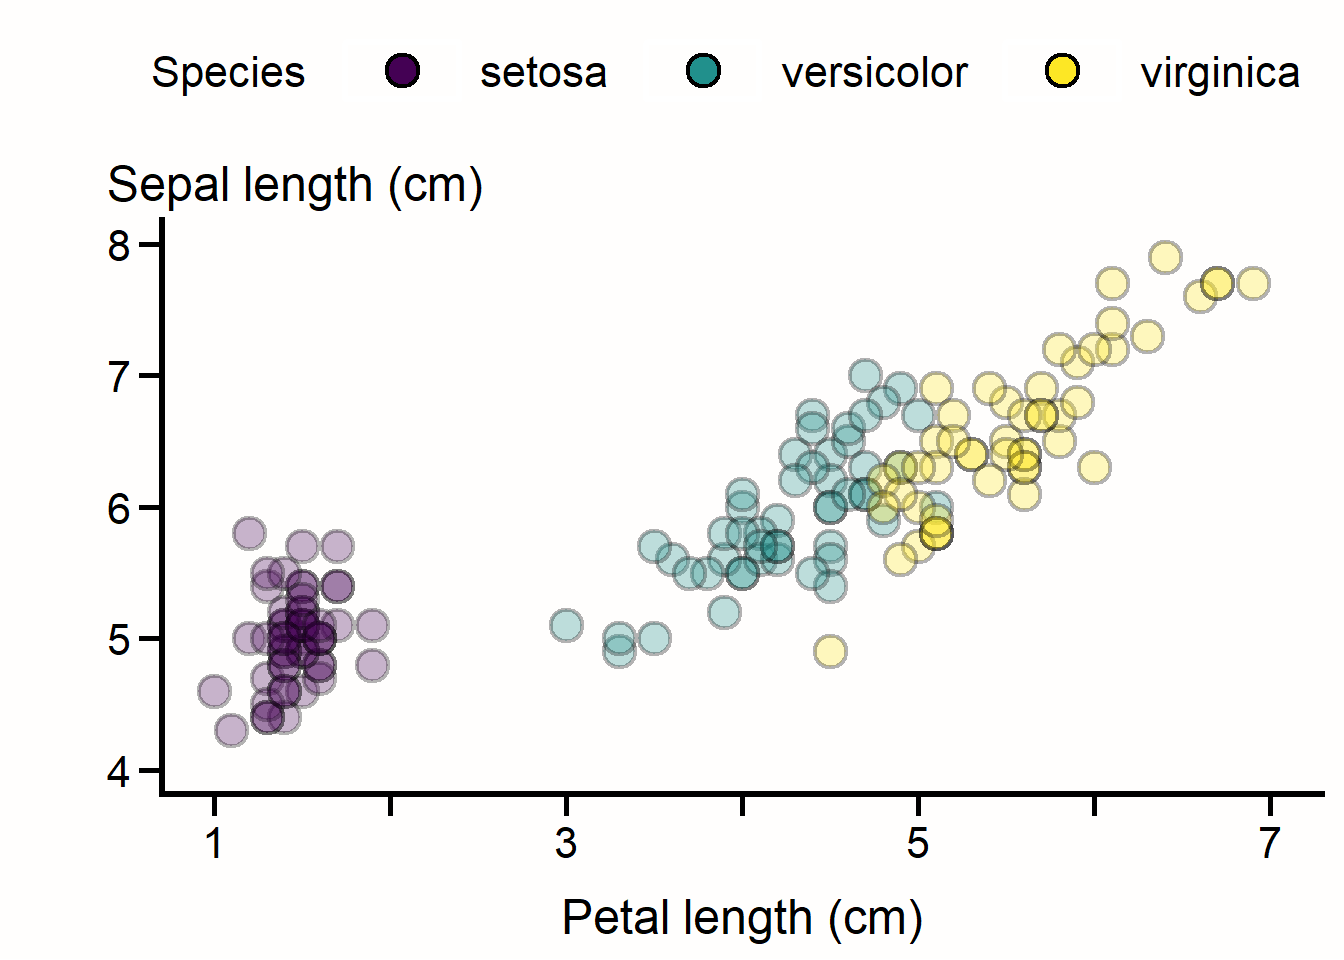 Species setosa versicolor virginica
Sepal length (cm)
8
7
6
5
4
1 3 5 7
Petal length (cm)